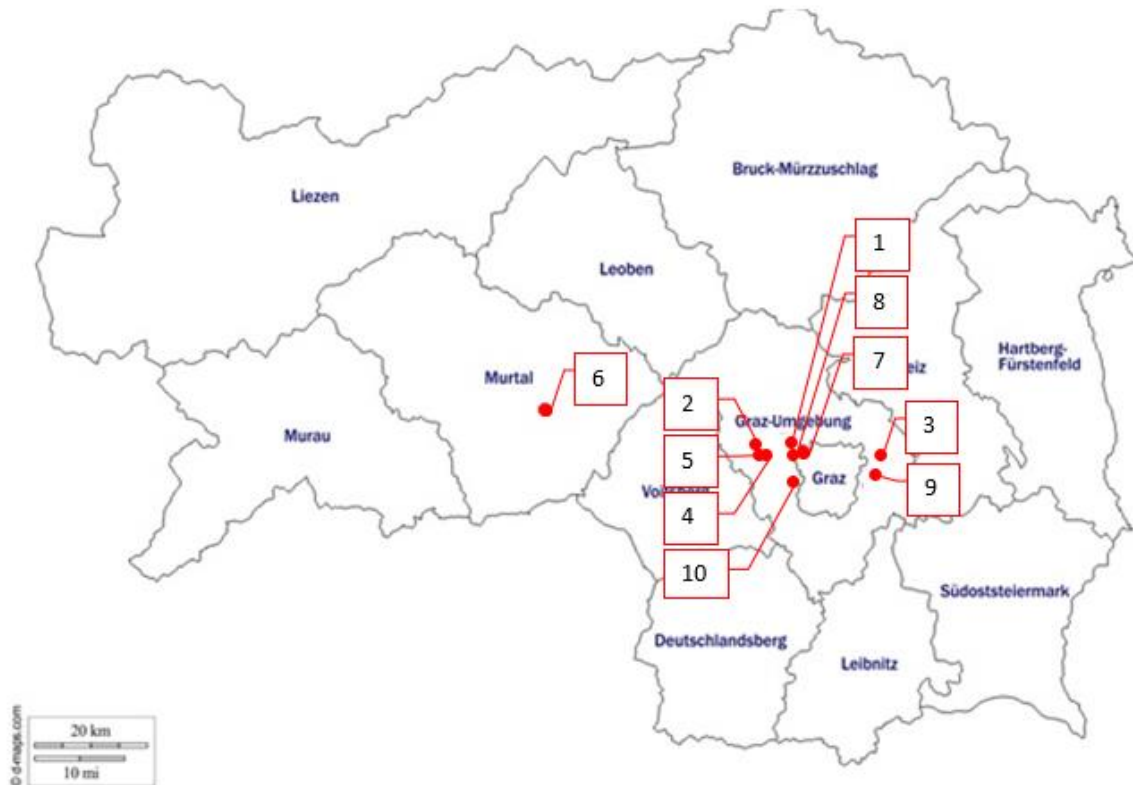 Bruck-Mürzzuschlag
Liezen
1
Leoben
8
Hartberg-
Fürstenfeld
7
Murtal
6
2
Graz-Umgebung
3
Murau
5
Graz
9
4
10
Südoststeiermark
Deutschlandsberg
Leibnitz
20 km
10 mi
© d-maps.com